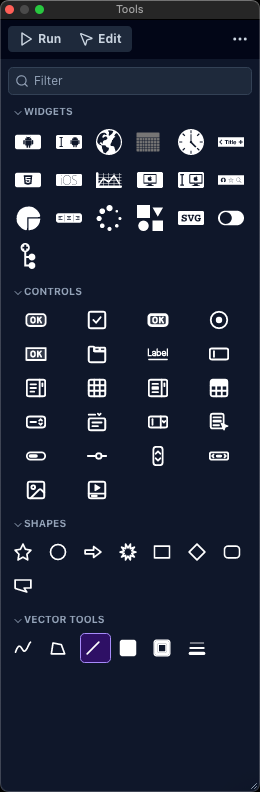 Tools
Run Edit
Filter
WIDGETS
Title +
iOS
SVG
CONTROLS
OK OK
OK Label
SHAPES
VECTOR TOOLS